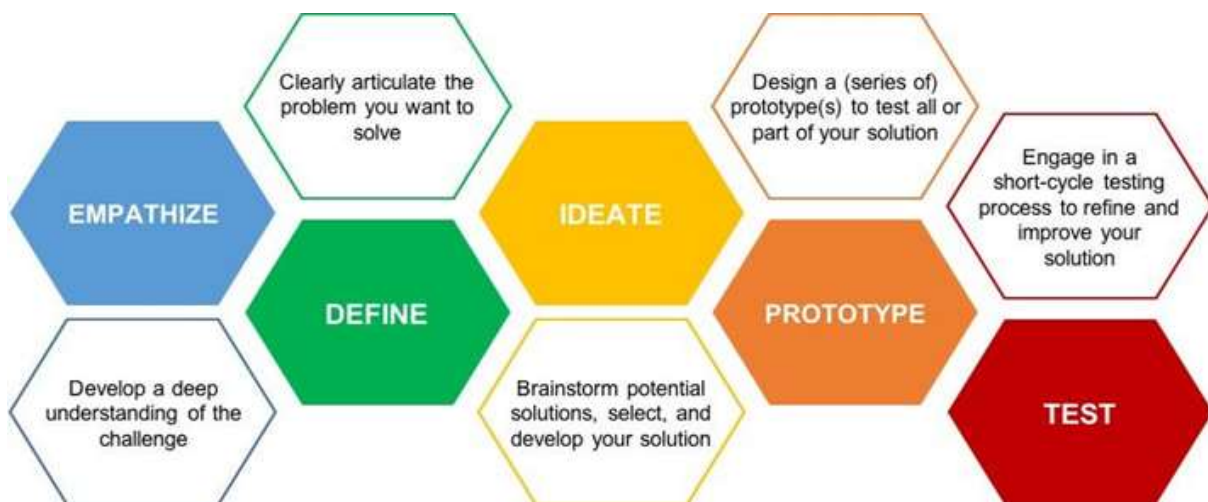 EMPATHIZE
Develop a deep
understanding of the
challenge
Clearly articulate the
problem you want to
solve
DEFINE
IDEATE
Brainstorm potential
solutions, select, and
develop your solution
Design a (series of)
prototype(s) to test all or
part of your solution
PROTOTYPE
Engage in a
short-cycle testing
process to refine and
improve your
solution
TEST